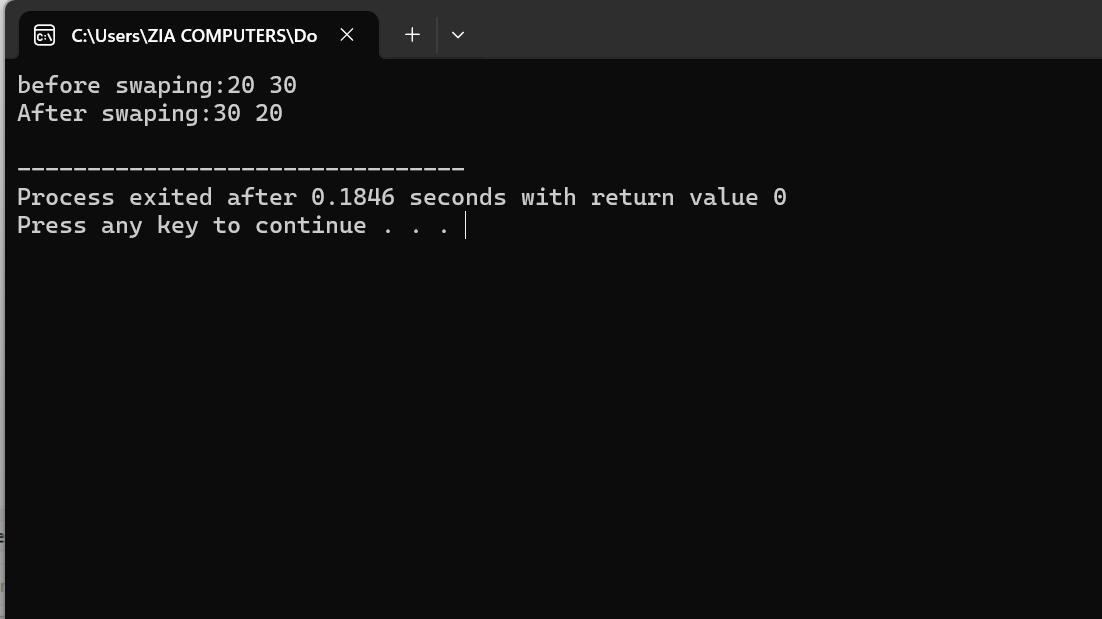 C:\Users\ZIA COMPUTERS\Do
before swaping:20 30
After swaping:30 20
--------------------------------
Process exited after 0.1846 seconds with return value 0
Press any key to continue . . .